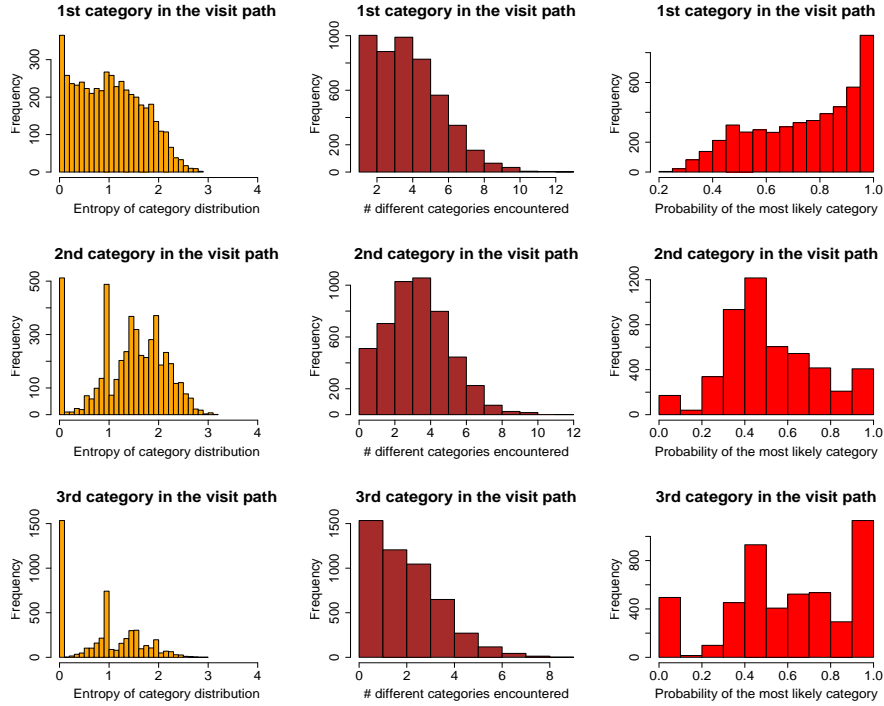 1st category in the visit path
Frequency
0 100 200 300
0 1 2 3 4
Entropy of category distribution
1st category in the visit path
Frequency
0 200 600 1000
2 4 6 8 10 12
# different categories encountered
1st category in the visit path
Frequency
0 200 600
0.2 0.4 0.6 0.8 1.0
Probability of the most likely category
2nd category in the visit path
Frequency
0 100 300 500
0 1 2 3 4
Entropy of category distribution
2nd category in the visit path
Frequency
0 200 600 1000
0 2 4 6 8 10 12
# different categories encountered
2nd category in the visit path
Frequency
0 400 800 1200
0.0 0.2 0.4 0.6 0.8 1.0
Probability of the most likely category
3rd category in the visit path
Frequency
0 500 1000 1500
0 1 2 3 4
Entropy of category distribution
3rd category in the visit path
Frequency
0 500 1000 1500
0 2 4 6 8
# different categories encountered
3rd category in the visit path
Frequency
0 400 800
0.0 0.2 0.4 0.6 0.8 1.0
Probability of the most likely category